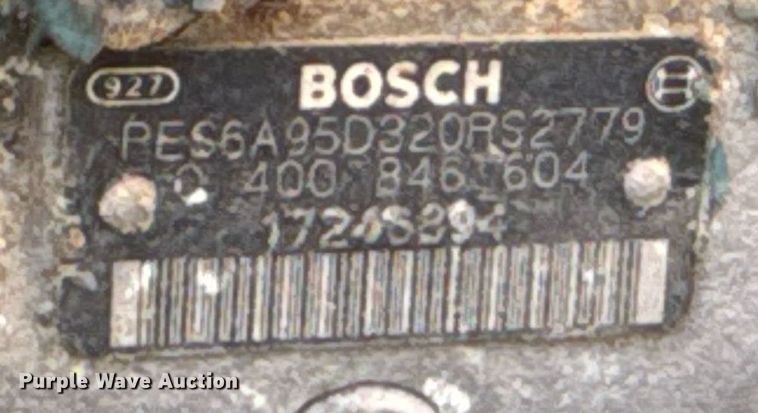 927 BOSCH
PES6A95D320RS2779
0 400 846 604
Purple Wave Auction